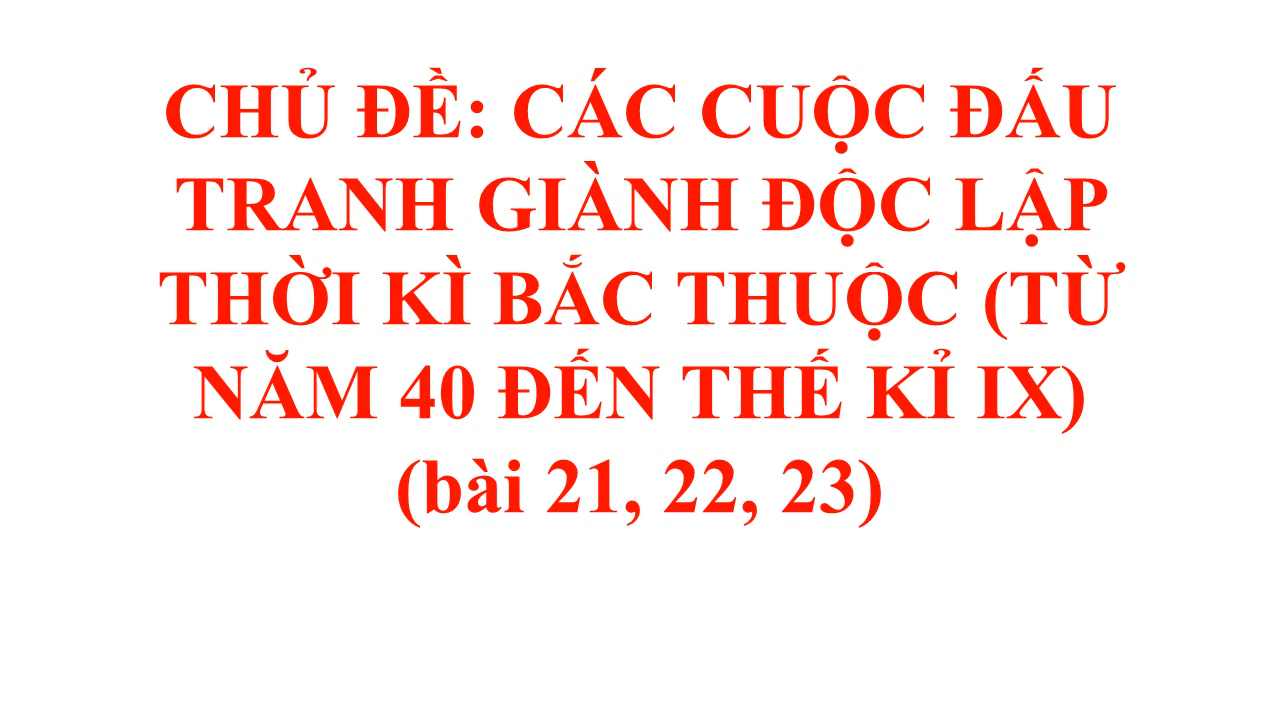 CHỦ ĐỀ: CÁC CUỘC ĐẤU
TRANH GIÀNH ĐỘC LẬP
THỜI KÌ BẮC THUỘC (TỪ
NĂM 40 ĐẾN THẾ KỈ IX)
(bài 21, 22, 23)